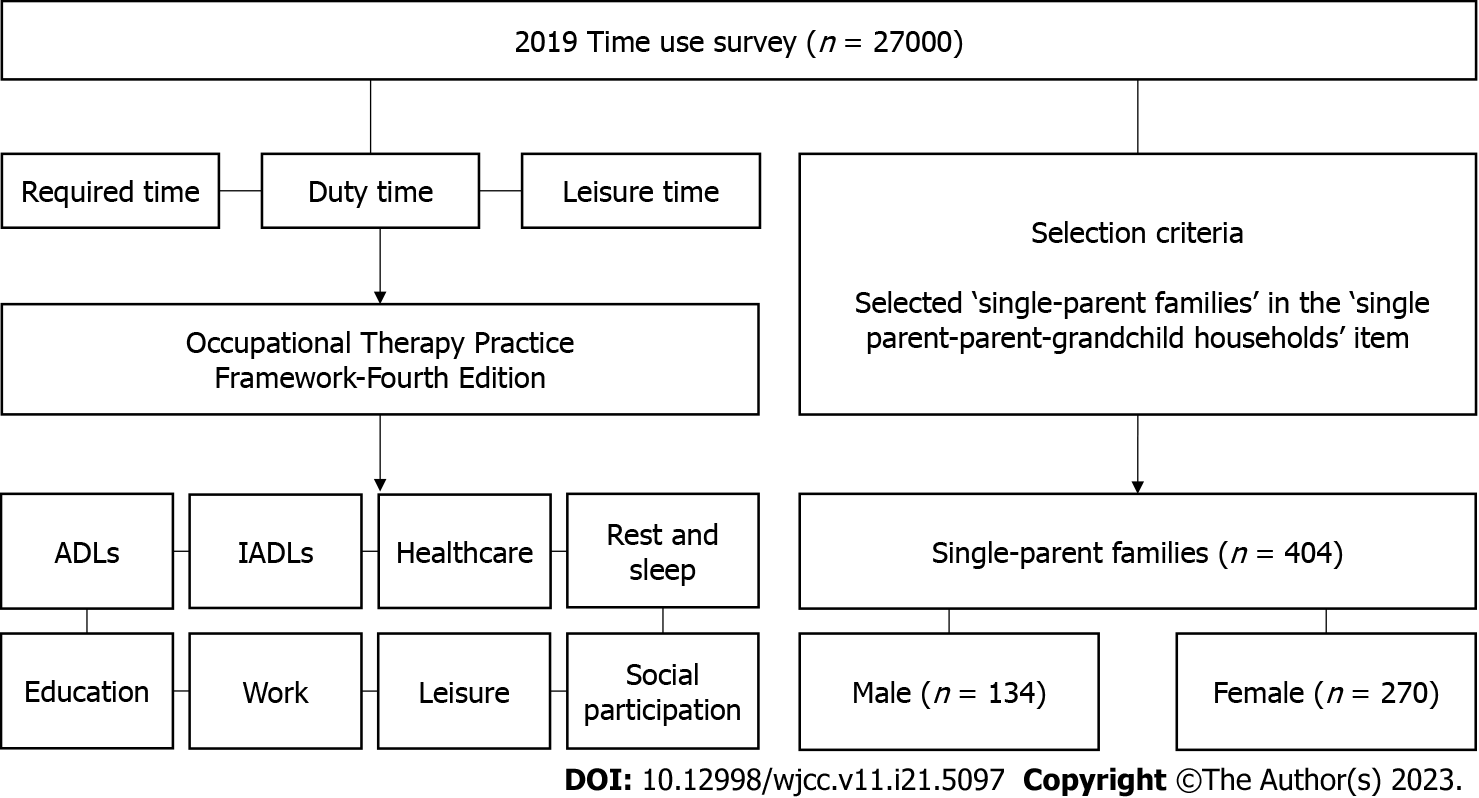 2019 Time use survey (n = 27000)
Required time
Duty time
Leisure time
Selection criteria
Selected ‘single-parent families’ in the ‘single
parent-parent-grandchild households’ item
Occupational Therapy Practice
Framework-Fourth Edition
ADLs
IADLs
Healthcare
Rest and
sleep
Single-parent families (n = 404)
Education
Work
Leisure
Social
participation
Male (n = 134)
Female (n = 270)
DOI: 10.12998/wjcc.v11.i21.5097 Copyright ©The Author(s) 2023.